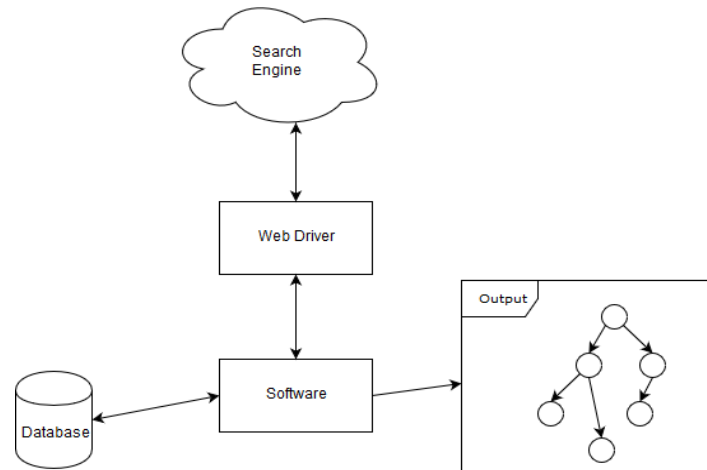 Search
Engine
Web Driver
Output
Software
Database